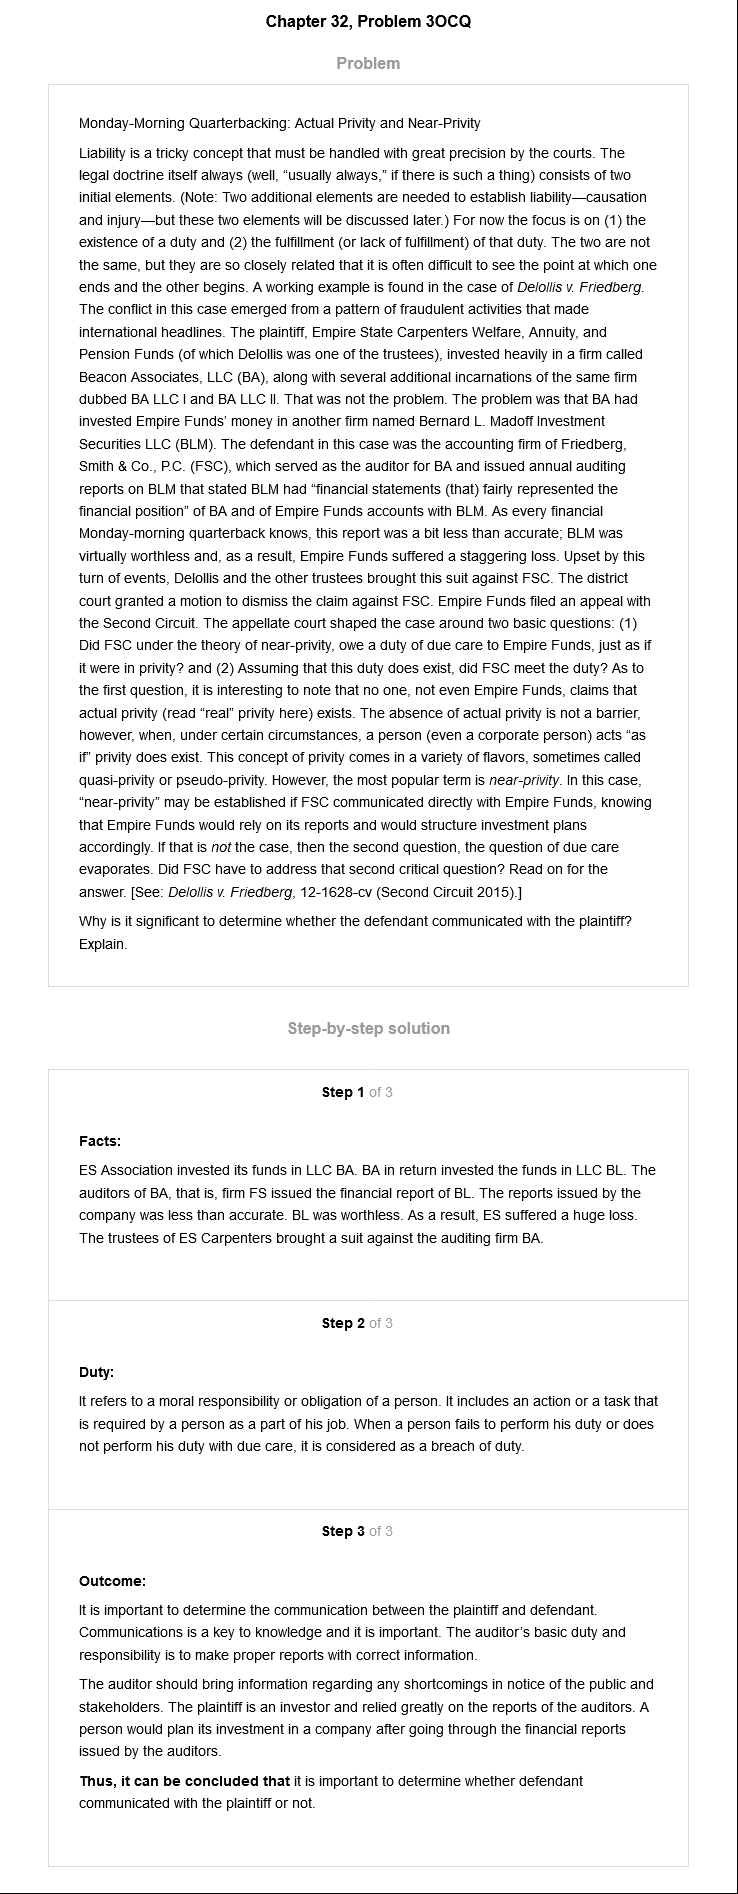 Chapter 32, Problem 3OCQ
Problem
Monday-Morning Quarterbacking: Actual Privity and Near-Privity
Liability is a tricky concept that must be handled with great precision by the courts. The
legal doctrine itself always (well, “usually always,” if there is such a thing) consists of two
initial elements. (Note: Two additional elements are needed to establish liability—causation
and injury—but these two elements will be discussed later.) For now the focus is on (1) the
existence of a duty and (2) the fulfillment (or lack of fulfillment) of that duty. The two are not
the same, but they are so closely related that it is often difficult to see the point at which one
ends and the other begins. A working example is found in the case of Delollis v. Friedberg.
The conflict in this case emerged from a pattern of fraudulent activities that made
international headlines. The plaintiff, Empire State Carpenters Welfare, Annuity, and
Pension Funds (of which Delollis was one of the trustees), invested heavily in a firm called
Beacon Associates, LLC (BA), along with several additional incarnations of the same firm
dubbed BA LLC I and BA LLC II. That was not the problem. The problem was that BA had
invested Empire Funds’ money in another firm named Bernard L. Madoff Investment
Securities LLC (BLM). The defendant in this case was the accounting firm of Friedberg,
Smith & Co., P.C. (FSC), which served as the auditor for BA and issued annual auditing
reports on BLM that stated BLM had “financial statements (that) fairly represented the
financial position” of BA and of Empire Funds accounts with BLM. As every financial
Monday-morning quarterback knows, this report was a bit less than accurate; BLM was
virtually worthless and, as a result, Empire Funds suffered a staggering loss. Upset by this
turn of events, Delollis and the other trustees brought this suit against FSC. The district
court granted a motion to dismiss the claim against FSC. Empire Funds filed an appeal with
the Second Circuit. The appellate court shaped the case around two basic questions: (1)
Did FSC under the theory of near-privity, owe a duty of due care to Empire Funds, just as if
it were in privity? and (2) Assuming that this duty does exist, did FSC meet the duty? As to
the first question, it is interesting to note that no one, not even Empire Funds, claims that
actual privity (read “real” privity here) exists. The absence of actual privity is not a barrier,
however, when, under certain circumstances, a person (even a corporate person) acts “as
if” privity does exist. This concept of privity comes in a variety of flavors, sometimes called
quasi-privity or pseudo-privity. However, the most popular term is near-privity. In this case,
“near-privity” may be established if FSC communicated directly with Empire Funds, knowing
that Empire Funds would rely on its reports and would structure investment plans
accordingly. If that is not the case, then the second question, the question of due care
evaporates. Did FSC have to address that second critical question? Read on for the
answer. [See: Delollis v. Friedberg, 12-1628-cv (Second Circuit 2015).]
Why is it significant to determine whether the defendant communicated with the plaintiff?
Explain.
Step-by-step solution
Step 1 of 3
Facts:
ES Association invested its funds in LLC BA. BA in return invested the funds in LLC BL. The
auditors of BA, that is, firm FS issued the financial report of BL. The reports issued by the
company was less than accurate. BL was worthless. As a result, ES suffered a huge loss.
The trustees of ES Carpenters brought a suit against the auditing firm BA.
Step 2 of 3
Duty:
It refers to a moral responsibility or obligation of a person. It includes an action or a task that
is required by a person as a part of his job. When a person fails to perform his duty or does
not perform his duty with due care, it is considered as a breach of duty.
Step 3 of 3
Outcome:
It is important to determine the communication between the plaintiff and defendant.
Communications is a key to knowledge and it is important. The auditor’s basic duty and
responsibility is to make proper reports with correct information.
The auditor should bring information regarding any shortcomings in notice of the public and
stakeholders. The plaintiff is an investor and relied greatly on the reports of the auditors. A
person would plan its investment in a company after going through the financial reports
issued by the auditors.
Thus, it can be concluded that it is important to determine whether defendant
communicated with the plaintiff or not.